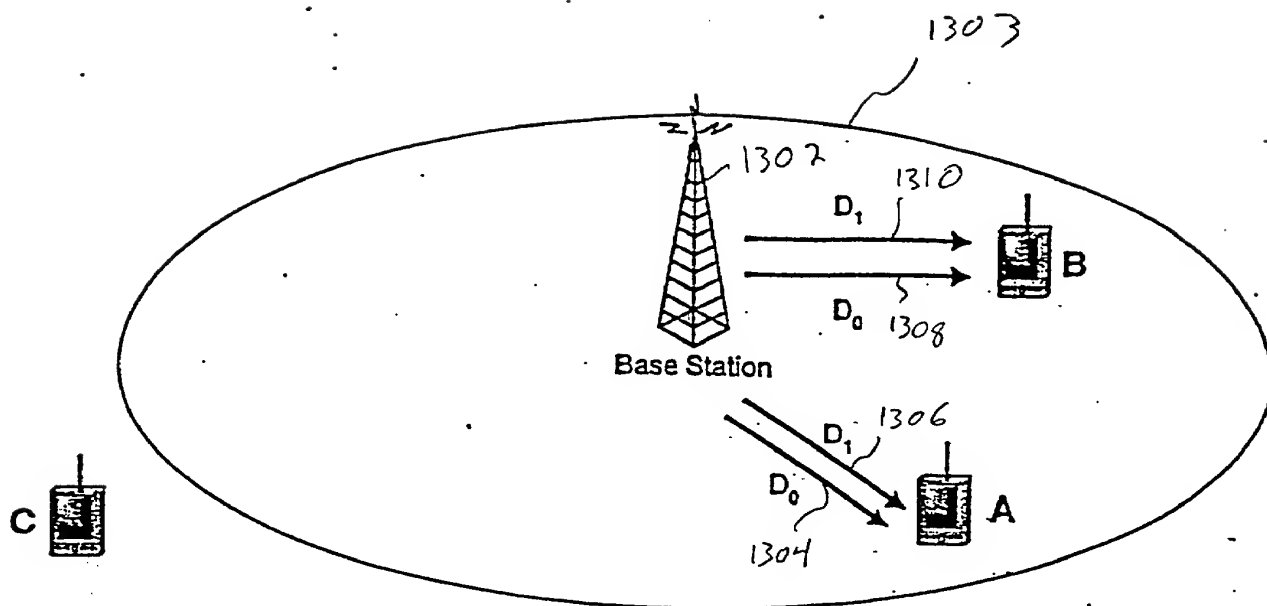 1303
1302
1310
D₁
B
D₀
1308
Base Station
1306
D₁
D₀
1304
A
C